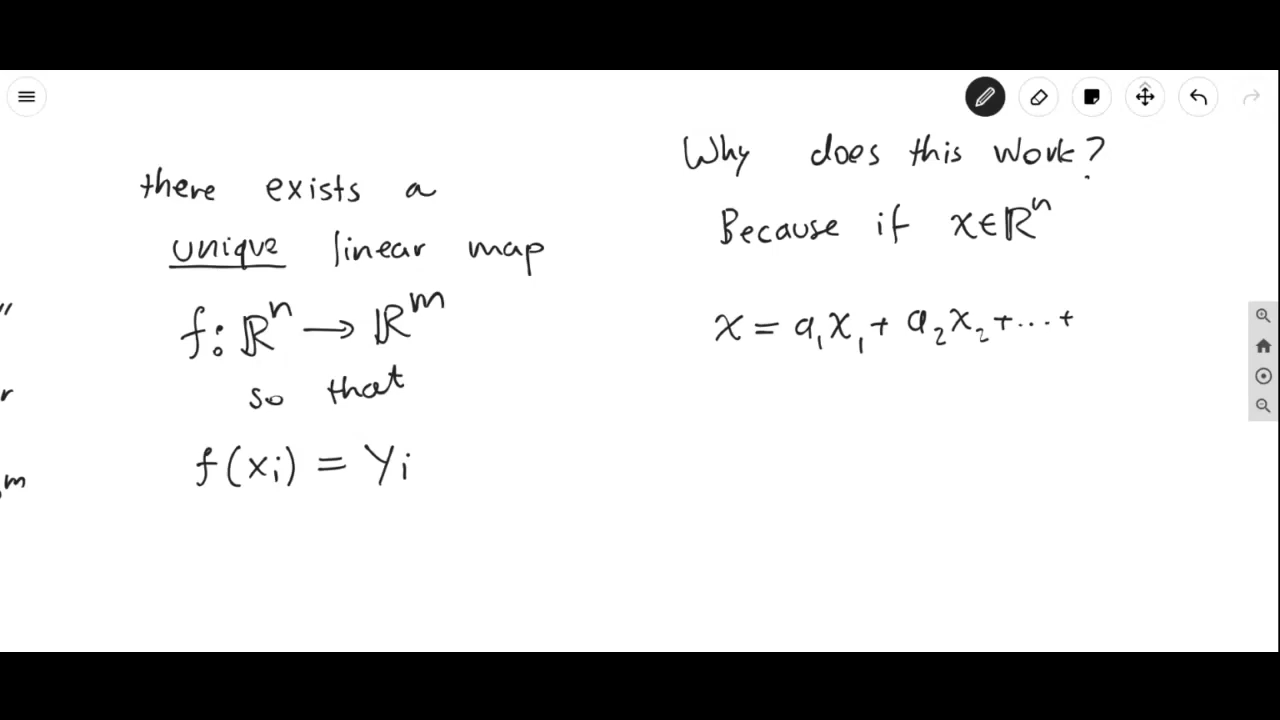 there exists a
unique linear map
f: ℝⁿ → ℝᵐ
so that
f(xᵢ) = yᵢ
Why does this work?
Because if x∈ℝⁿ
x = a₁x₁ + a₂x₂ + ... +
"
r
m